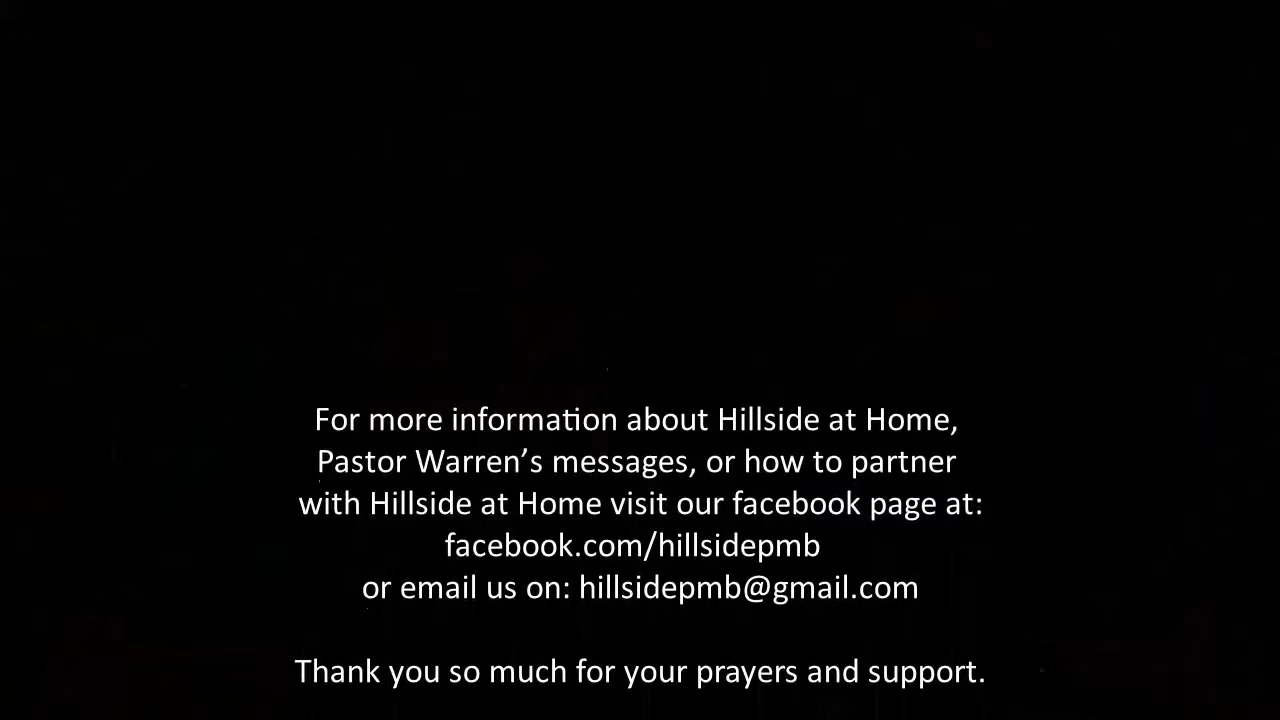 For more information about Hillside at Home,
Pastor Warren’s messages, or how to partner
with Hillside at Home visit our facebook page at:
facebook.com/hillsidepmb
or email us on: hillsidepmb@gmail.com
Thank you so much for your prayers and support.